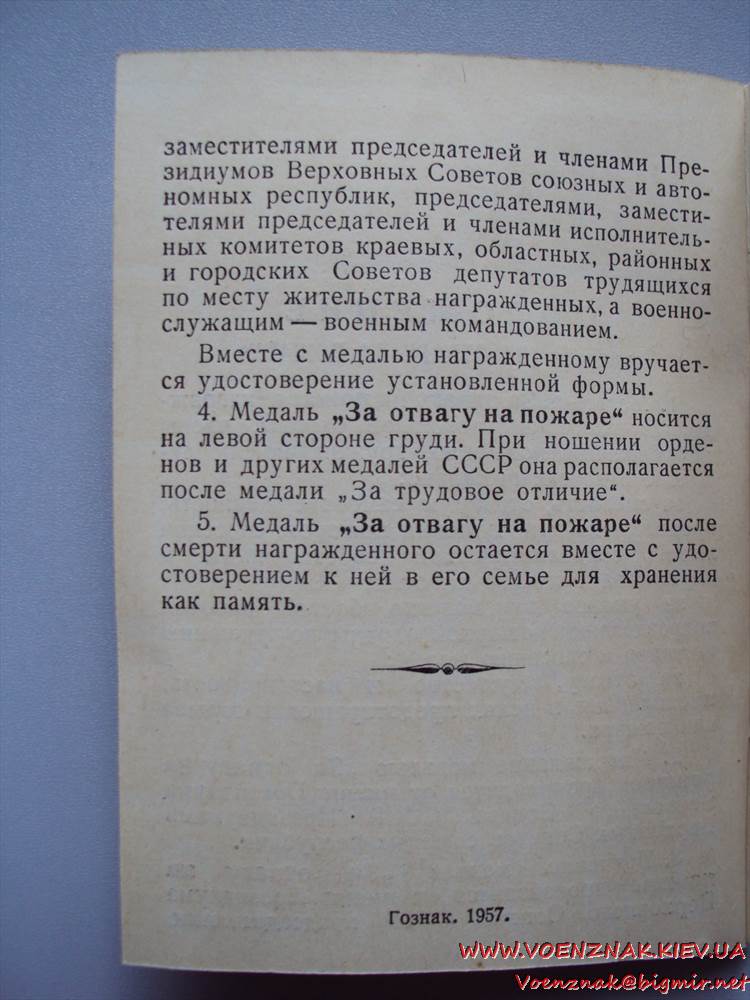 заместителями председателей и членами Пре-
зидиумов Верховных Советов союзных и авто-
номных республик, председателями, замести-
телями председателей и членами исполнитель-
ных комитетов краевых, областных, районных
и городских Советов депутатов трудящихся
по месту жительства награжденных, а военно-
служащим — военным командованием.
Вместе с медалью награжденному вручает-
ся удостоверение установленной формы.
4. Медаль „За отвагу на пожаре“ носится
на левой стороне груди. При ношении орде-
нов и других медалей СССР она располагается
после медали „За трудовое отличие“.
5. Медаль „За отвагу на пожаре“ после
смерти награжденного остается вместе с удо-
стоверением к ней в его семье для хранения
как память.
Гознак. 1957.
WWW.VOENZNAK.KIEV.UA
Voenznak@bigmir.net